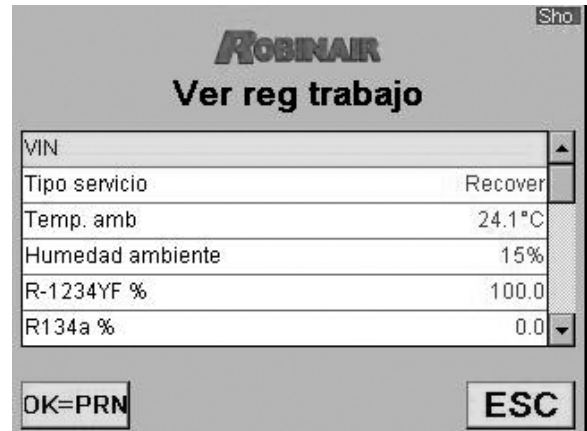 Sho
ROBINAIR
Ver reg trabajo
VIN
Tipo servicio Recover
Temp. amb 24.1°C
Humedad ambiente 15%
R-1234YF % 100.0
R134a % 0.0
OK=PRN
ESC